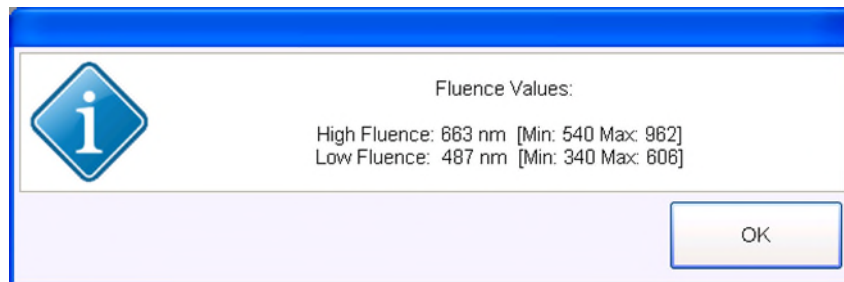 Fluence Values:
High Fluence: 663 nm [Min: 540 Max: 962]
Low Fluence: 487 nm [Min: 340 Max: 606]
OK